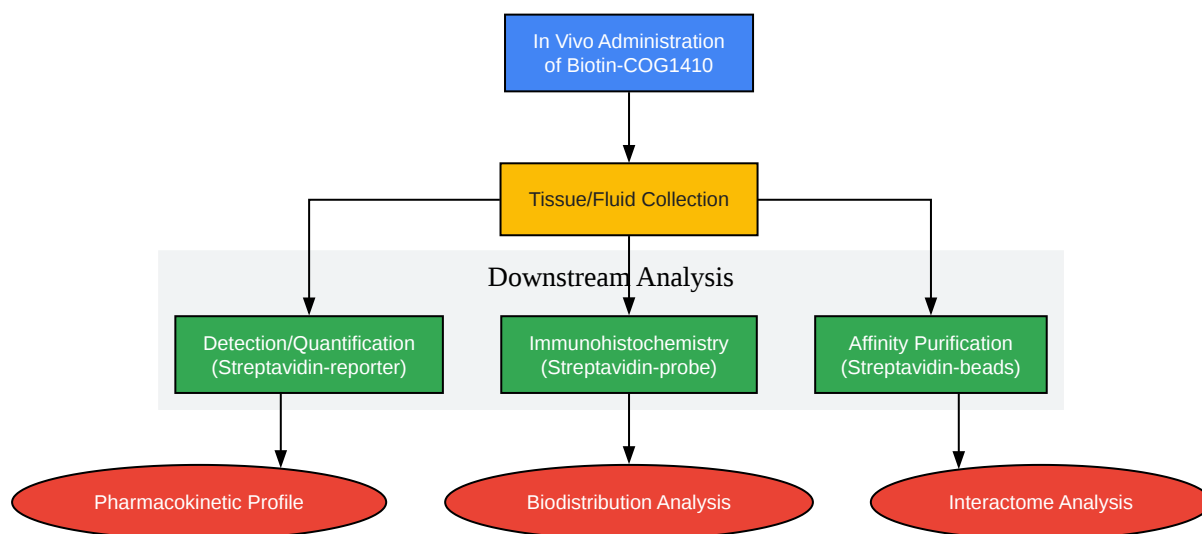 In Vivo Administration
of Biotin-COG1410
Tissue/Fluid Collection
Downstream Analysis
Detection/Quantification
(Streptavidin-reporter)
Immunohistochemistry
(Streptavidin-probe)
Affinity Purification
(Streptavidin-beads)
Pharmacokinetic Profile
Biodistribution Analysis
Interactome Analysis